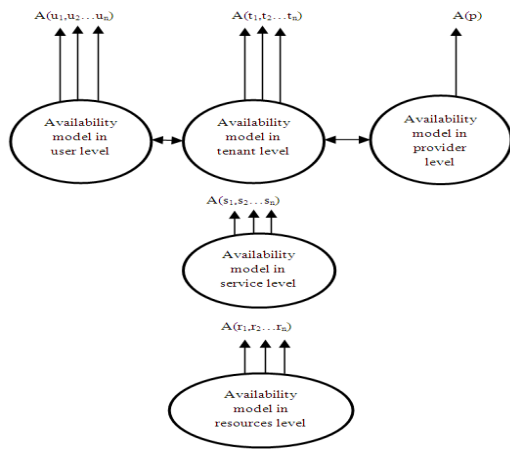 A(u₁,u₂...uₙ)
A(t₁,t₂...tₙ)
A(p)
Availability
model in
user level
Availability
model in
tenant level
Availability
model in
provider
level
A(s₁,s₂...sₙ)
Availability
model in
service level
A(r₁,r₂...rₙ)
Availability
model in
resources level